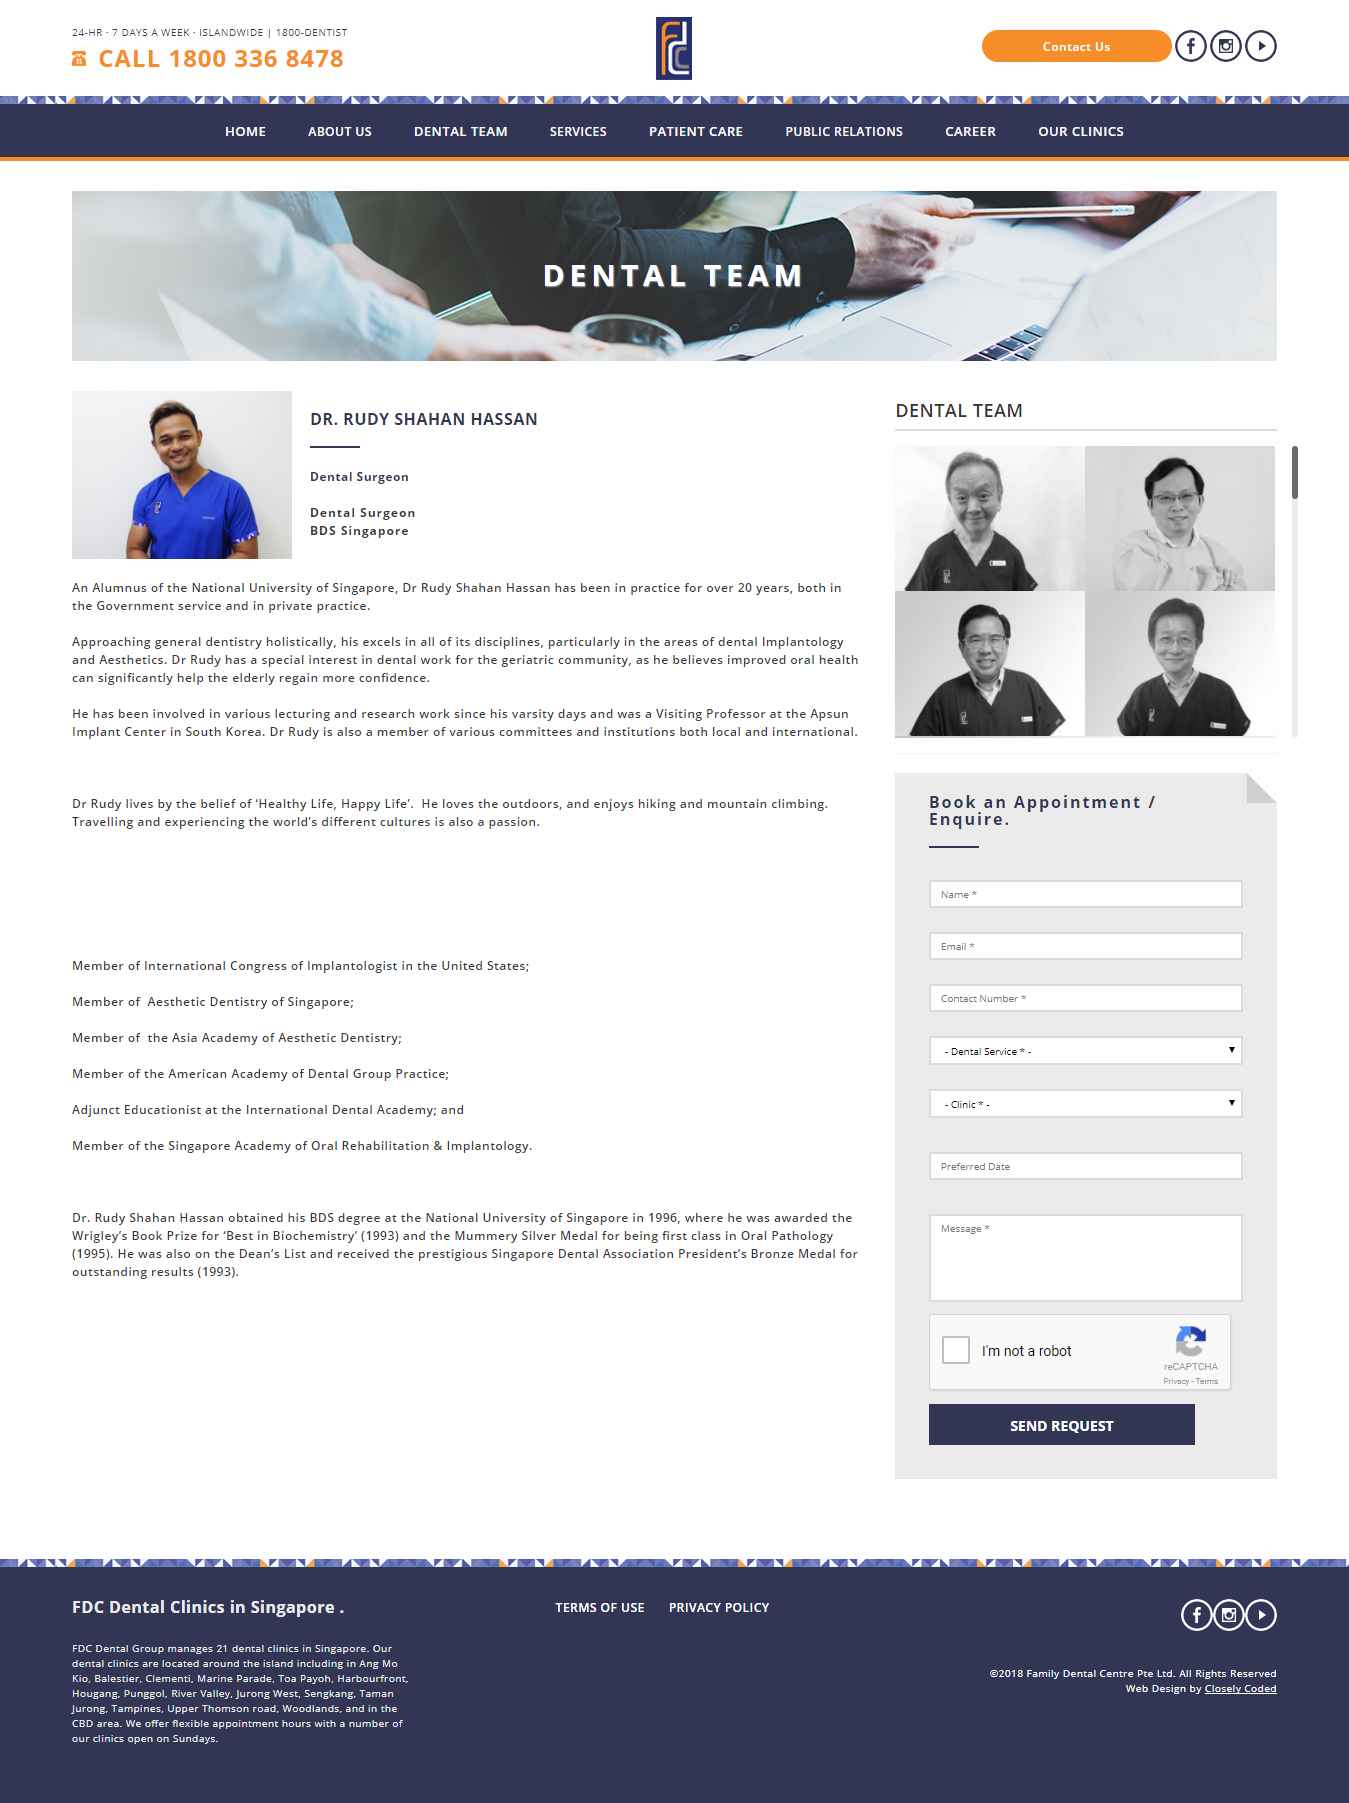 24-HR · 7 DAYS A WEEK · ISLANDWIDE | 1800-DENTIST
CALL 1800 336 8478
fdc
Contact Us
HOME ABOUT US DENTAL TEAM SERVICES PATIENT CARE PUBLIC RELATIONS CAREER OUR CLINICS
DENTAL TEAM
DR. RUDY SHAHAN HASSAN
Dental Surgeon
Dental Surgeon
BDS Singapore
An Alumnus of the National University of Singapore, Dr Rudy Shahan Hassan has been in practice for over 20 years, both in
the Government service and in private practice.
Approaching general dentistry holistically, his excels in all of its disciplines, particularly in the areas of dental Implantology
and Aesthetics. Dr Rudy has a special interest in dental work for the geriatric community, as he believes improved oral health
can significantly help the elderly regain more confidence.
He has been involved in various lecturing and research work since his varsity days and was a Visiting Professor at the Apsun
Implant Center in South Korea. Dr Rudy is also a member of various committees and institutions both local and international.
Dr Rudy lives by the belief of ‘Healthy Life, Happy Life’.  He loves the outdoors, and enjoys hiking and mountain climbing.
Travelling and experiencing the world’s different cultures is also a passion.
Member of International Congress of Implantologist in the United States;
Member of  Aesthetic Dentistry of Singapore;
Member of  the Asia Academy of Aesthetic Dentistry;
Member of the American Academy of Dental Group Practice;
Adjunct Educationist at the International Dental Academy; and
Member of the Singapore Academy of Oral Rehabilitation & Implantology.
Dr. Rudy Shahan Hassan obtained his BDS degree at the National University of Singapore in 1996, where he was awarded the
Wrigley’s Book Prize for ‘Best in Biochemistry’ (1993) and the Mummery Silver Medal for being first class in Oral Pathology
(1995). He was also on the Dean’s List and received the prestigious Singapore Dental Association President’s Bronze Medal for
outstanding results (1993).
DENTAL TEAM
Book an Appointment /
Enquire.
Name *
Email *
Contact Number *
- Dental Service * -
- Clinic * -
Preferred Date
Message *
I'm not a robot
reCAPTCHA
Privacy - Terms
SEND REQUEST
FDC Dental Clinics in Singapore .
FDC Dental Group manages 21 dental clinics in Singapore. Our
dental clinics are located around the island including in Ang Mo
Kio, Balestier, Clementi, Marine Parade, Toa Payoh, Harbourfront,
Hougang, Punggol, River Valley, Jurong West, Sengkang, Taman
Jurong, Tampines, Upper Thomson road, Woodlands, and in the
CBD area. We offer flexible appointment hours with a number of
our clinics open on Sundays.
TERMS OF USE PRIVACY POLICY
©2018 Family Dental Centre Pte Ltd. All Rights Reserved
Web Design by Closely Coded